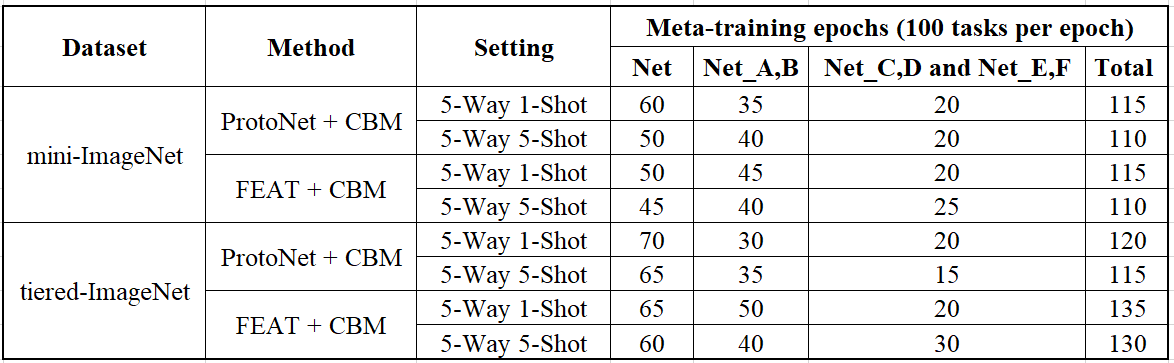 Dataset Method Setting Meta-training epochs (100 tasks per epoch)
Net Net_A,B Net_C,D and Net_E,F Total
mini-ImageNet ProtoNet + CBM 5-Way 1-Shot 60 35 20 115
5-Way 5-Shot 50 40 20 110
FEAT + CBM 5-Way 1-Shot 50 45 20 115
5-Way 5-Shot 45 40 25 110
tiered-ImageNet ProtoNet + CBM 5-Way 1-Shot 70 30 20 120
5-Way 5-Shot 65 35 15 115
FEAT + CBM 5-Way 1-Shot 65 50 20 135
5-Way 5-Shot 60 40 30 130